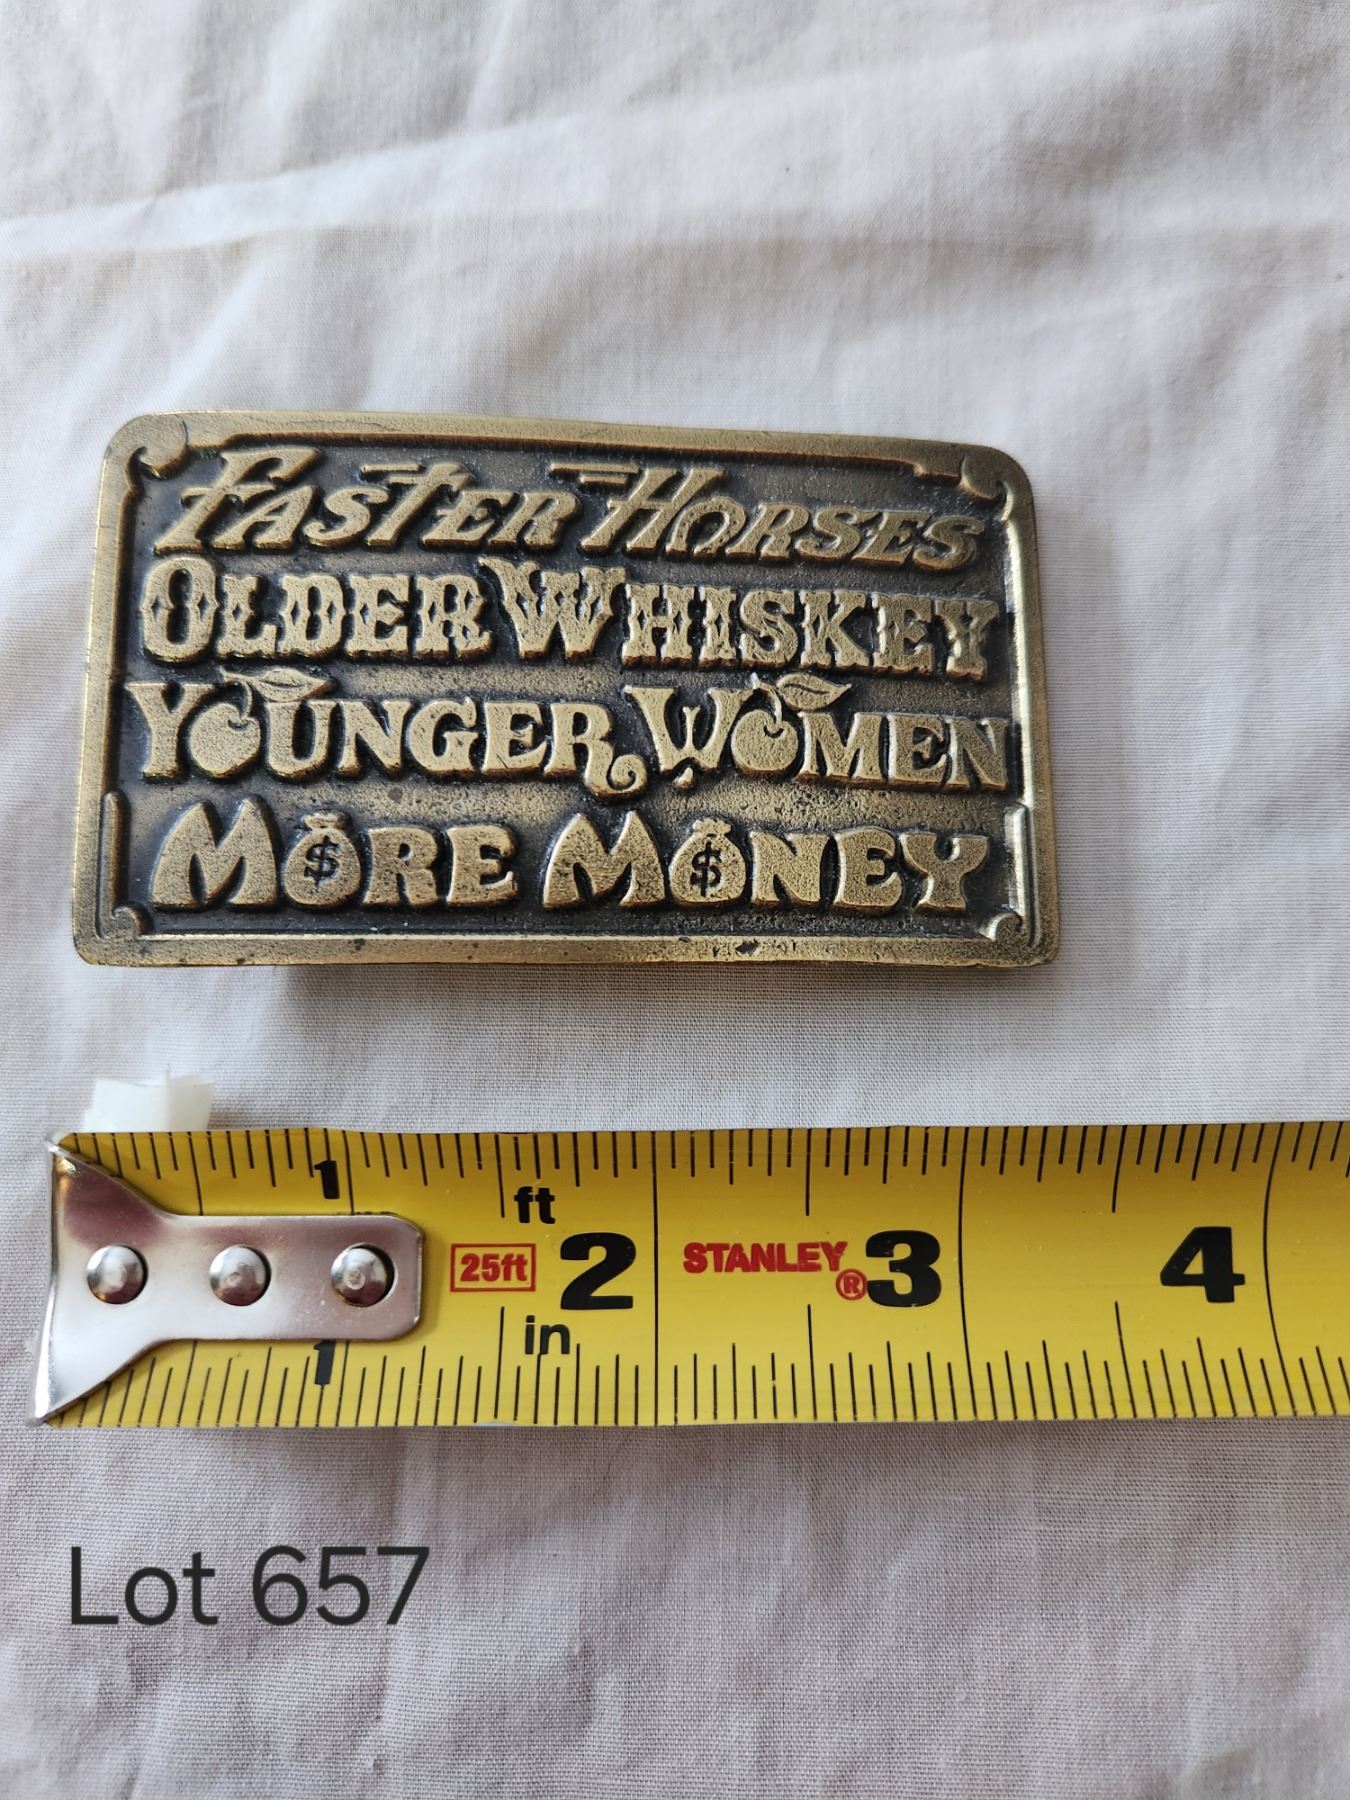 FASTER HORSES
OLDER WHISKEY
YOUNGER WOMEN
MORE MONEY
1 ft
25ft 2 STANLEY® 3 4
1 in
Lot 657